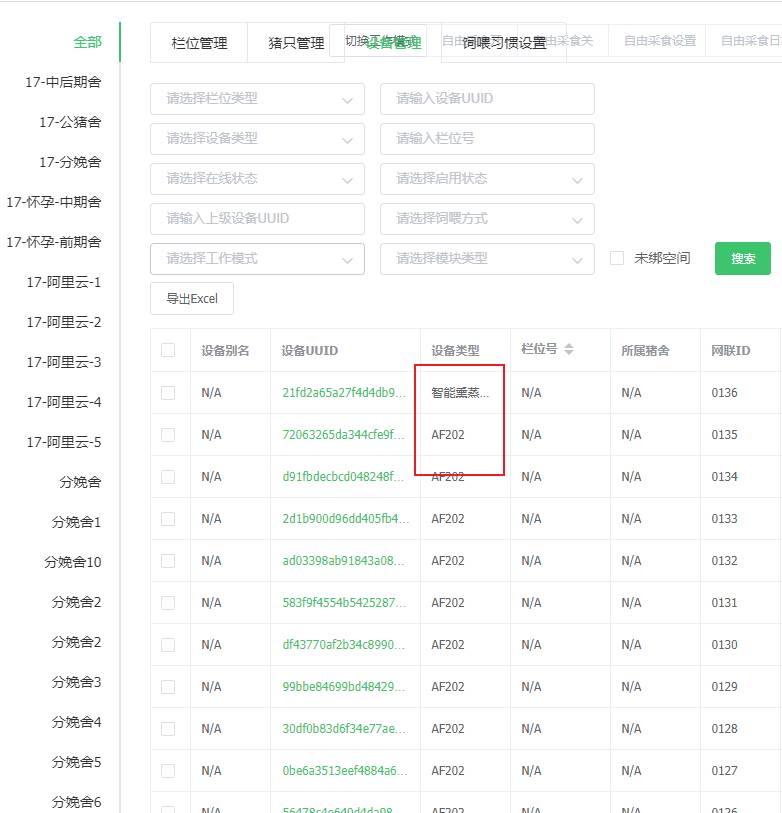 全部
17-中后期舍
17-公猪舍
17-分娩舍
17-怀孕-中期舍
17-怀孕-前期舍
17-阿里云-1
17-阿里云-2
17-阿里云-3
17-阿里云-4
17-阿里云-5
分娩舍
分娩舍1
分娩舍10
分娩舍2
分娩舍2
分娩舍3
分娩舍4
分娩舍5
分娩舍6
栏位管理 猪只管理 设备管理 饲喂习惯设置
切换工作模式 自由采食关 自由采食设置 自由采食日
请选择栏位类型 请输入设备UUID
请选择设备类型 请输入栏位号
请选择在线状态 请选择启用状态
请输入上级设备UUID 请选择饲喂方式
请选择工作模式 请选择模块类型 未绑空间 搜索
导出Excel
设备别名 设备UUID 设备类型 栏位号 所属猪舍 网联ID
N/A 21fd2a65a27f4d4db9... 智能熏蒸... N/A N/A 0136
N/A 72063265da344cfe9f... AF202 N/A N/A 0135
N/A d91fbdecbcd048248f... AF202 N/A N/A 0134
N/A 2d1b900d96dd405fb4... AF202 N/A N/A 0133
N/A ad03398ab91843a08... AF202 N/A N/A 0132
N/A 583f9f4554b5425287... AF202 N/A N/A 0131
N/A df43770af2b34c8990... AF202 N/A N/A 0130
N/A 99bbe84699bd48429... AF202 N/A N/A 0129
N/A 30df0b83d6f34e77ae... AF202 N/A N/A 0128
N/A 0be6a3513eef4884a6... AF202 N/A N/A 0127
N/A 56478c4e640d4da98... AF202 N/A N/A 0126